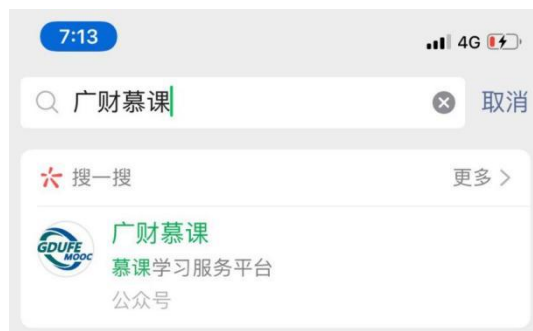 7:13 4G
广财慕课 取消
搜一搜 更多
GDUFE MOOC
广财慕课
慕课学习服务平台
公众号